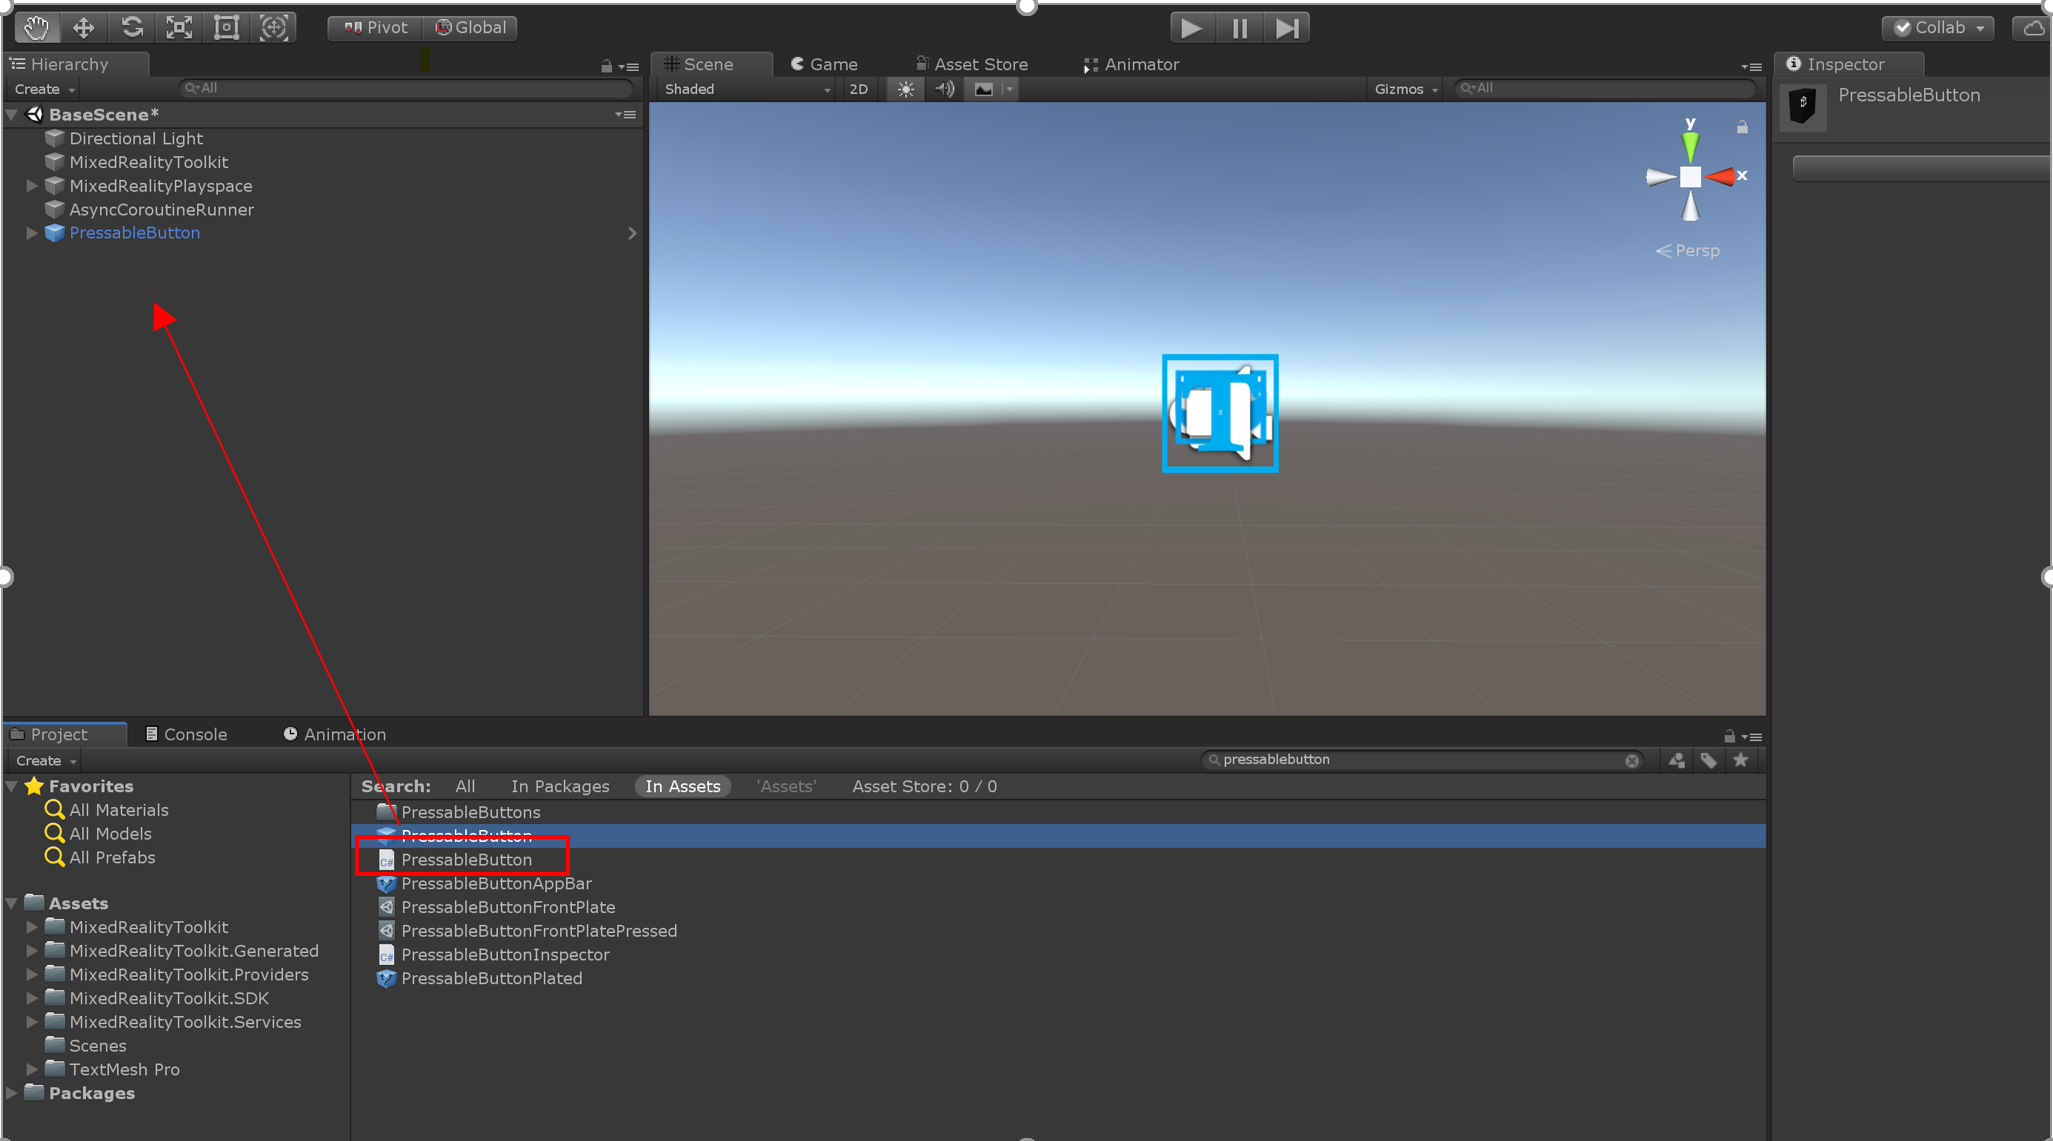 Pivot Global Collab
Hierarchy Scene Game Asset Store Animator Inspector
Create All Shaded 2D Gizmos All PressableButton
BaseScene*
Directional Light
MixedRealityToolkit
MixedRealityPlayspace
AsyncCoroutineRunner
PressableButton
y
x
Persp
Project Console Animation
Create pressablebutton
Search: All In Packages In Assets 'Assets' Asset Store: 0 / 0
Favorites
All Materials
All Models
All Prefabs
Assets
MixedRealityToolkit
MixedRealityToolkit.Generated
MixedRealityToolkit.Providers
MixedRealityToolkit.SDK
MixedRealityToolkit.Services
Scenes
TextMesh Pro
Packages
PressableButtons
PressableButton
C# PressableButton
PressableButtonAppBar
PressableButtonFrontPlate
PressableButtonFrontPlatePressed
C# PressableButtonInspector
PressableButtonPlated